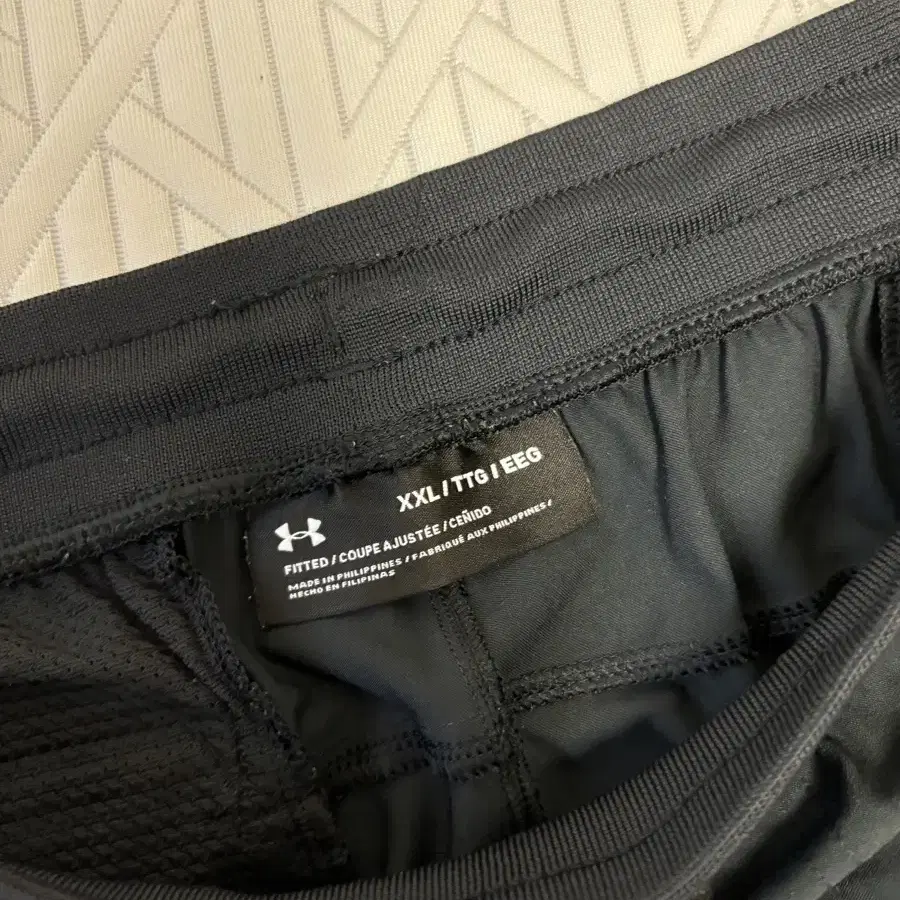 XXL / TTG / EEG
FITTED / COUPE AJUSTÉE / CEÑIDO
MADE IN PHILIPPINES / FABRIQUÉ AUX PHILIPPINES /
HECHO EN FILIPINAS